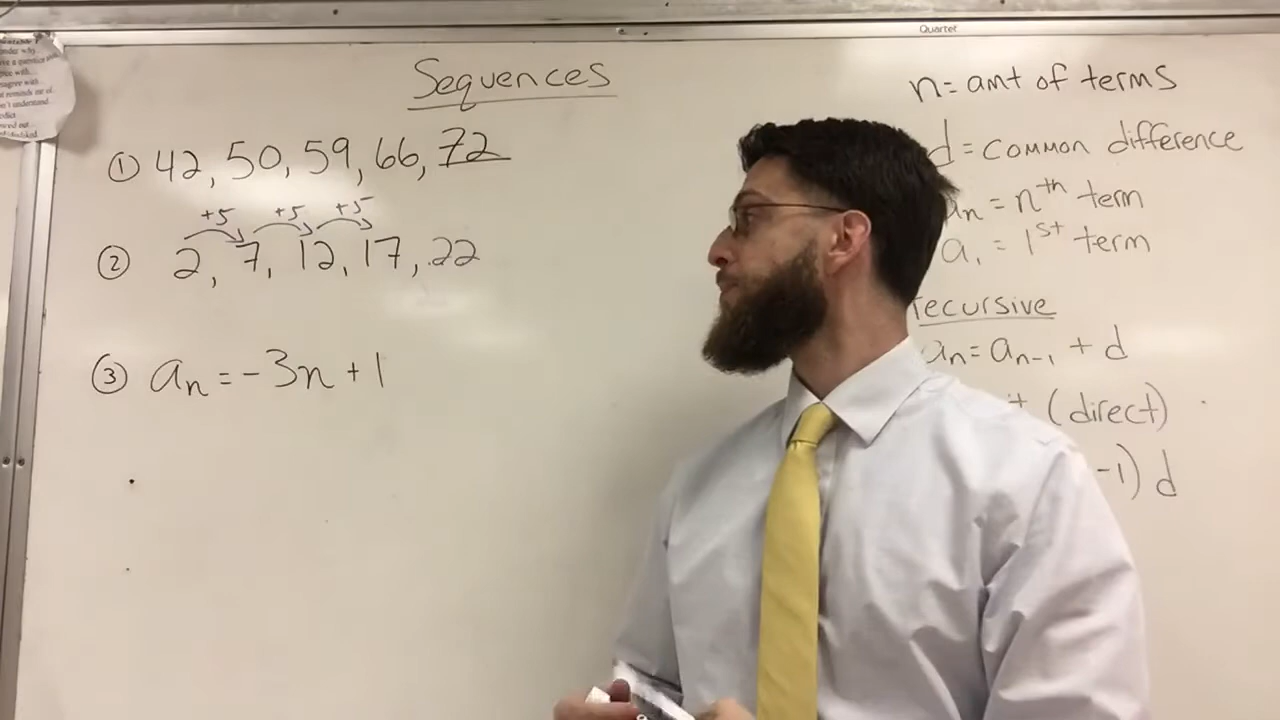 Quartet
Sequences
① 42, 50, 59, 66, 72
+5 +5 +5
② 2, 7, 12, 17, 22
③ aₙ = -3n + 1
n = amt of terms
d = common difference
aₙ = nᵗʰ term
a₁ = 1ˢᵗ term
recursive
aₙ = aₙ₋₁ + d
(direct)
-1) d